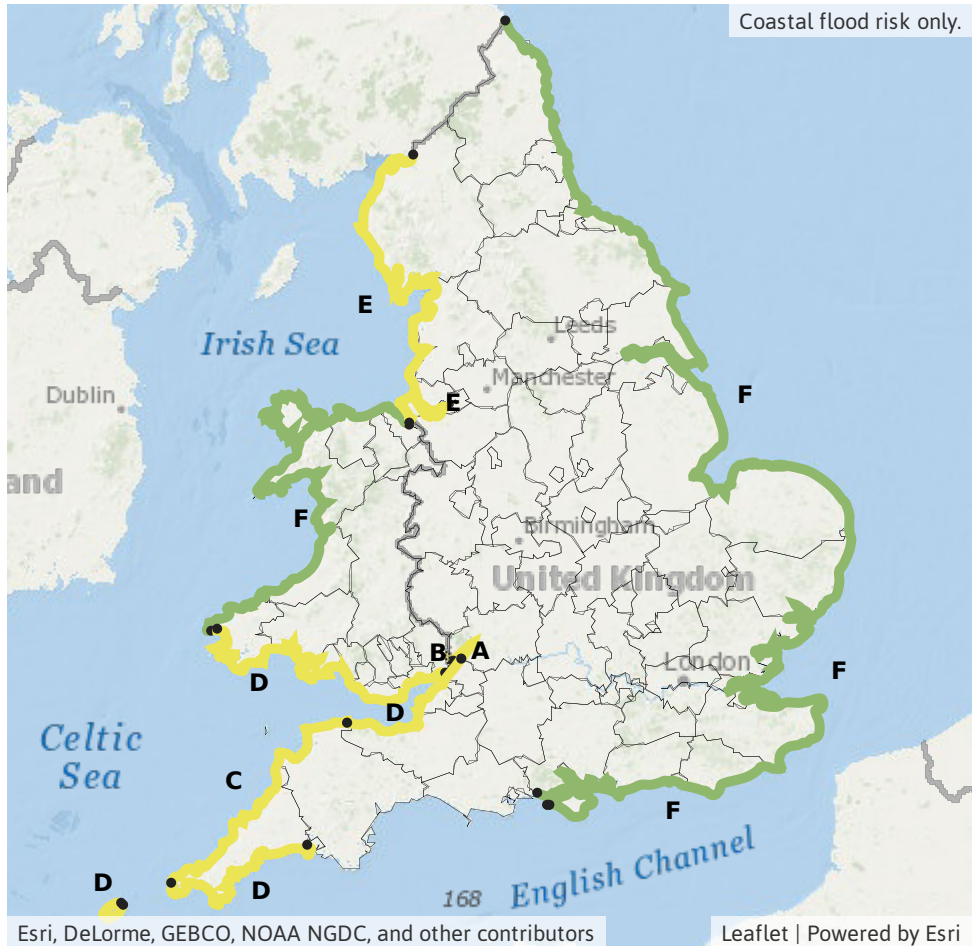 Coastal flood risk only.
Leeds
E
Irish Sea
Manchester
Dublin
E
F
and
F
Birmingham
United Kingdom
B
A
London
D
F
D
Celtic
Sea
C
F
English Channel
D
D
168
Esri, DeLorme, GEBCO, NOAA NGDC, and other contributors
Leaflet | Powered by Esri